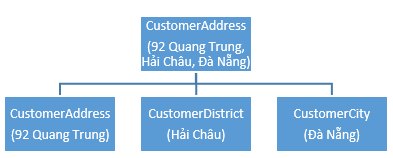 CustomerAddress
(92 Quang Trung,
Hải Châu, Đà Nẵng)
CustomerAddress
(92 Quang Trung)
CustomerDistrict
(Hải Châu)
CustomerCity
(Đà Nẵng)